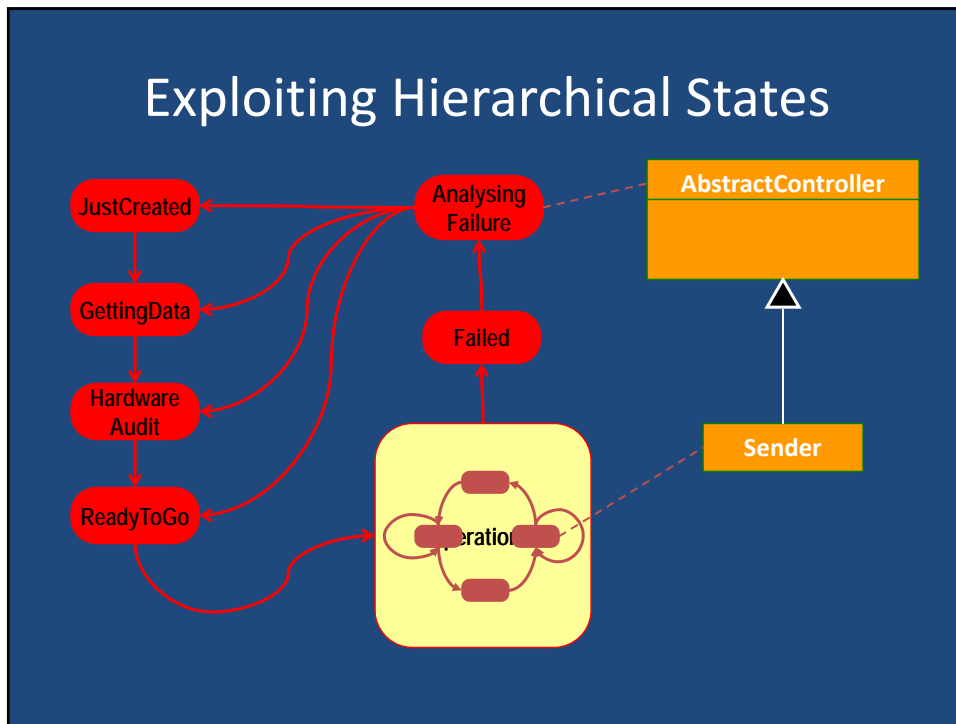 Exploiting Hierarchical States
JustCreated
Analysing
Failure
AbstractController
GettingData
Failed
Hardware
Audit
Sender
ReadyToGo